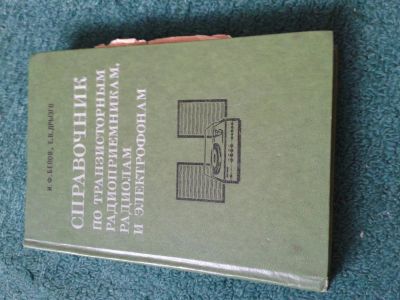 И.Ф.БЕЛОВ, Е.В.ДРЫЗГО
СПРАВОЧНИК
ПО ТРАНЗИСТОРНЫМ
РАДИОПРИЕМНИКАМ,
РАДИОЛАМ
И ЭЛЕКТРОФОНАМ